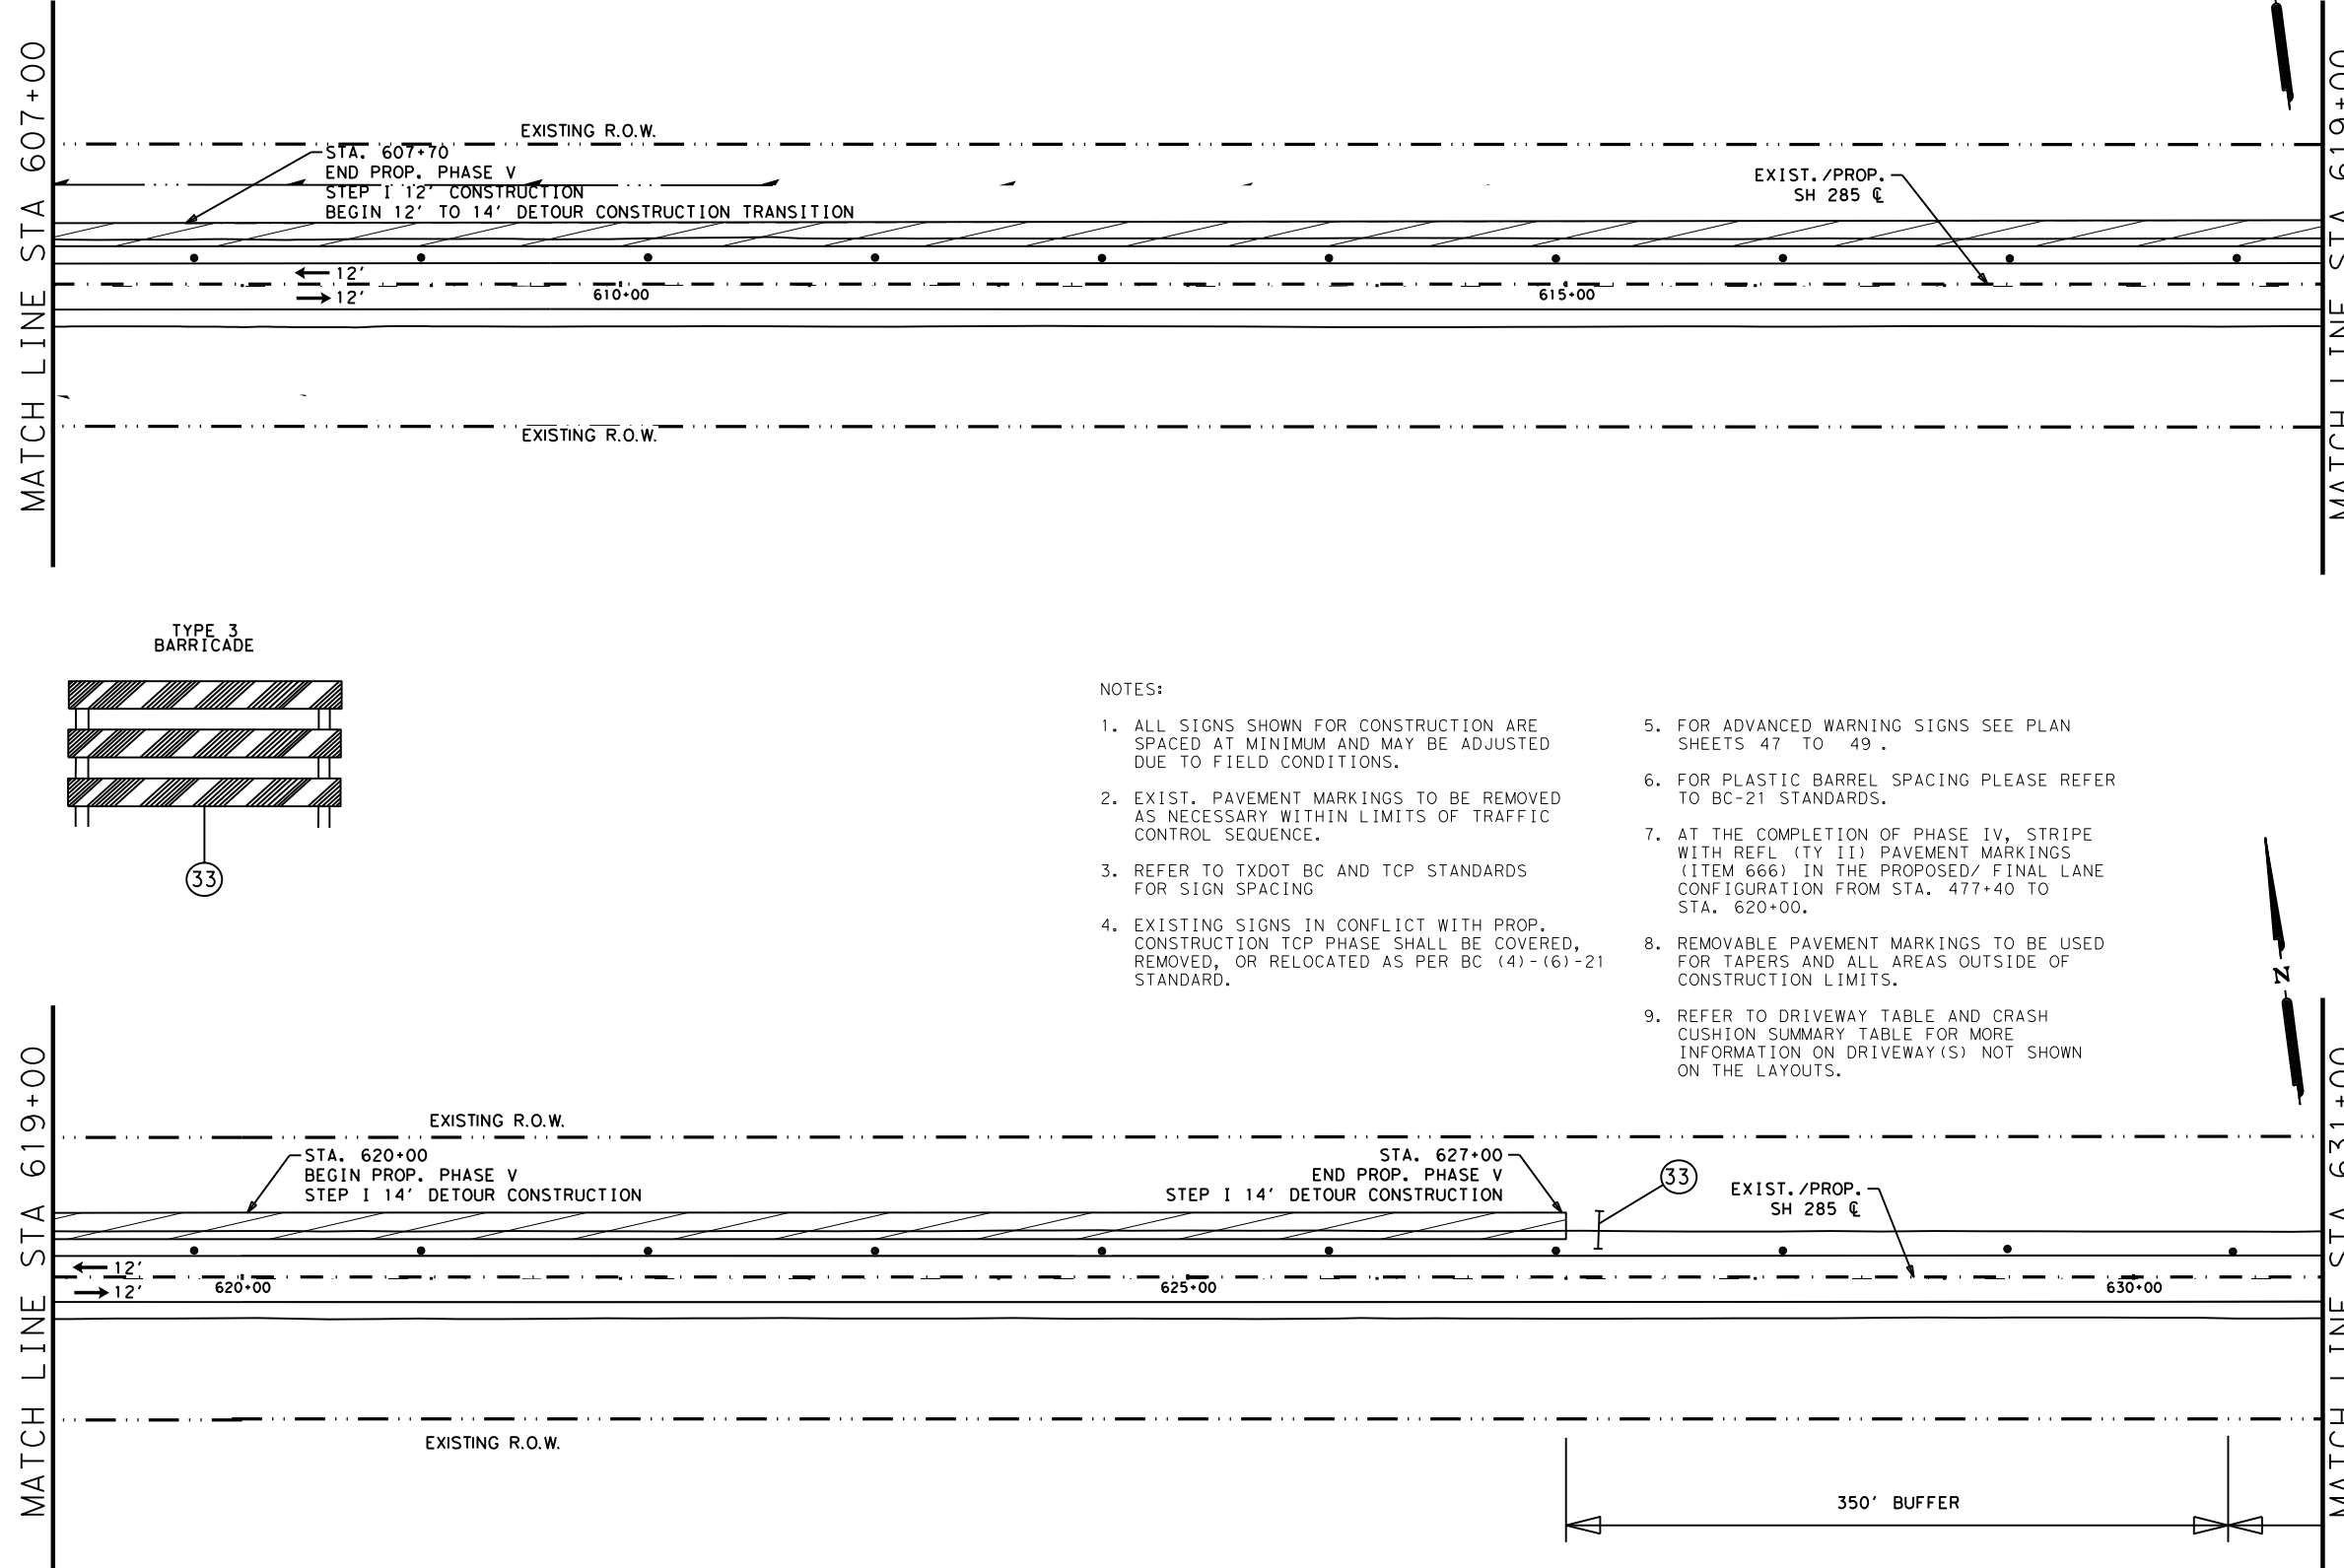 MATCH LINE STA 607+00
EXISTING R.O.W.
STA. 607+70
END PROP. PHASE V
STEP I 12' CONSTRUCTION
BEGIN 12' TO 14' DETOUR CONSTRUCTION TRANSITION
EXIST./PROP.
SH 285 ℄
12'
12'
610+00
615+00
EXISTING R.O.W.
MATCH LINE STA 619+00
TYPE 3
BARRICADE
33
NOTES:
1. ALL SIGNS SHOWN FOR CONSTRUCTION ARE
SPACED AT MINIMUM AND MAY BE ADJUSTED
DUE TO FIELD CONDITIONS.
2. EXIST. PAVEMENT MARKINGS TO BE REMOVED
AS NECESSARY WITHIN LIMITS OF TRAFFIC
CONTROL SEQUENCE.
3. REFER TO TXDOT BC AND TCP STANDARDS
FOR SIGN SPACING
4. EXISTING SIGNS IN CONFLICT WITH PROP.
CONSTRUCTION TCP PHASE SHALL BE COVERED,
REMOVED, OR RELOCATED AS PER BC (4)-(6)-21
STANDARD.
5. FOR ADVANCED WARNING SIGNS SEE PLAN
SHEETS 47 TO 49 .
6. FOR PLASTIC BARREL SPACING PLEASE REFER
TO BC-21 STANDARDS.
7. AT THE COMPLETION OF PHASE IV, STRIPE
WITH REFL (TY II) PAVEMENT MARKINGS
(ITEM 666) IN THE PROPOSED/ FINAL LANE
CONFIGURATION FROM STA. 477+40 TO
STA. 620+00.
8. REMOVABLE PAVEMENT MARKINGS TO BE USED
FOR TAPERS AND ALL AREAS OUTSIDE OF
CONSTRUCTION LIMITS.
9. REFER TO DRIVEWAY TABLE AND CRASH
CUSHION SUMMARY TABLE FOR MORE
INFORMATION ON DRIVEWAY(S) NOT SHOWN
ON THE LAYOUTS.
N
MATCH LINE STA 619+00
EXISTING R.O.W.
STA. 620+00
BEGIN PROP. PHASE V
STEP I 14' DETOUR CONSTRUCTION
STA. 627+00
END PROP. PHASE V
STEP I 14' DETOUR CONSTRUCTION
33
EXIST./PROP.
SH 285 ℄
12'
12'
620+00
625+00
630+00
EXISTING R.O.W.
350' BUFFER
MATCH LINE STA 631+00